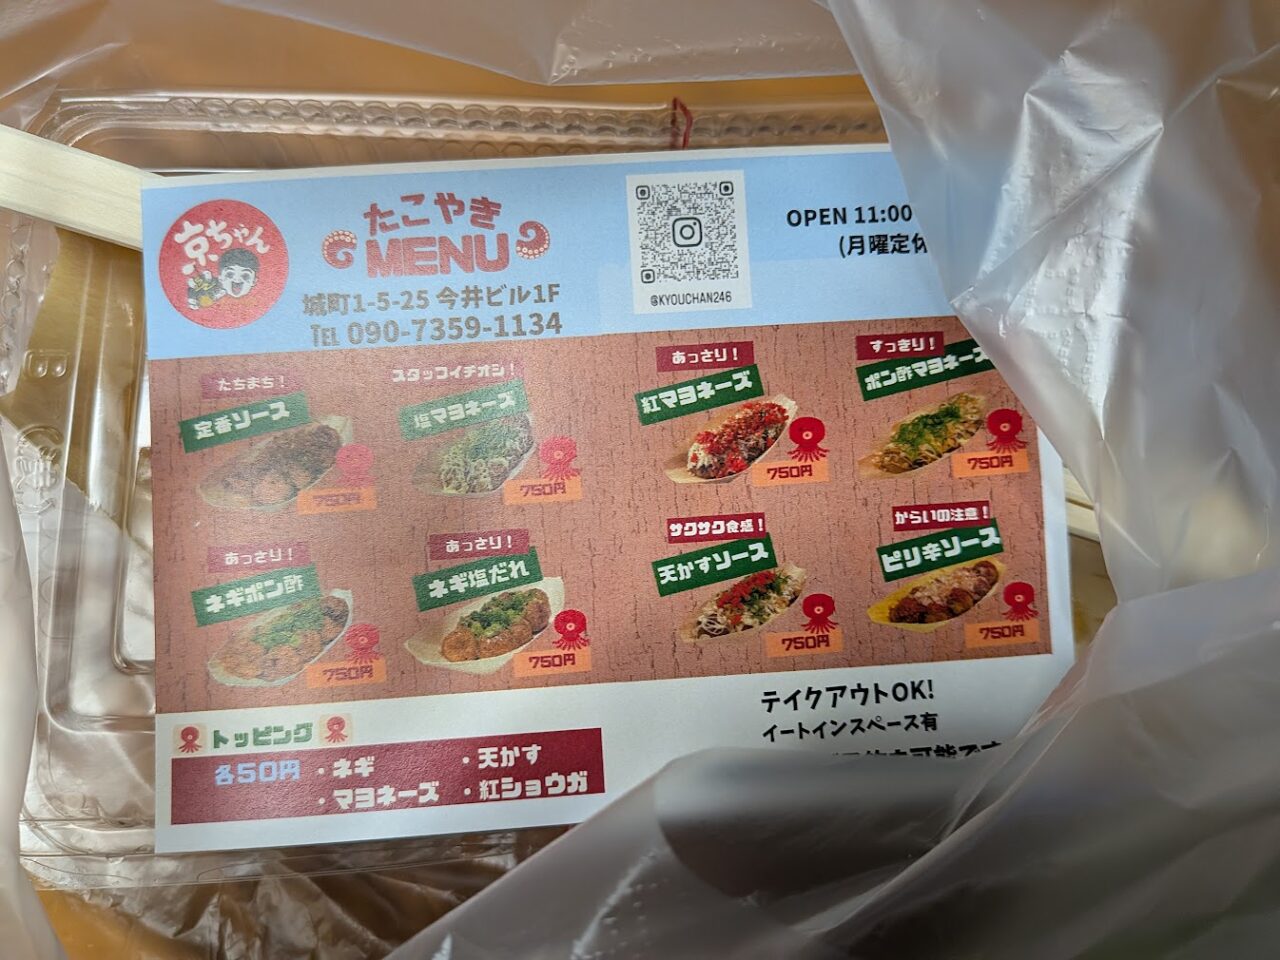 京ちゃん
たこやき
MENU
城町1-5-25 今井ビル1F
TEL 090-7359-1134
@KYOUCHAN246
OPEN 11:00
(月曜定休
たちまち!
定番ソース
750円
スタッフイチオシ!
塩マヨネーズ
750円
あっさり!
紅マヨネーズ
750円
すっきり!
ポン酢マヨネーズ
750円
あっさり!
ネギポン酢
750円
あっさり!
ネギ塩だれ
750円
サクサク食感!
天かすソース
750円
からいの注意!
ピリ辛ソース
750円
トッピング
各50円
・ネギ
・天かす
・マヨネーズ
・紅ショウガ
テイクアウトOK!
イートインスペース有